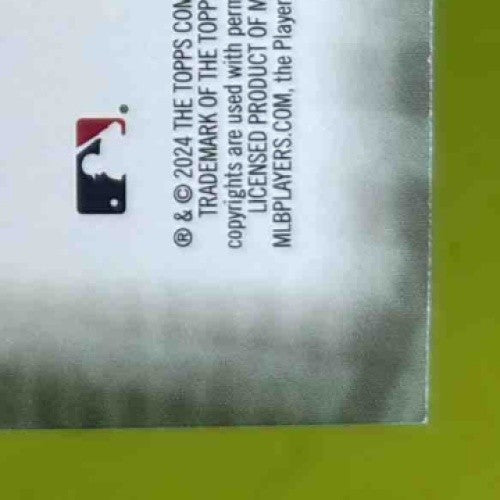 ® & © 2024 THE TOPPS COM
TRADEMARK OF THE TOPP
copyrights are used with perm
LICENSED PRODUCT OF M
MLBPLAYERS.COM, the Player